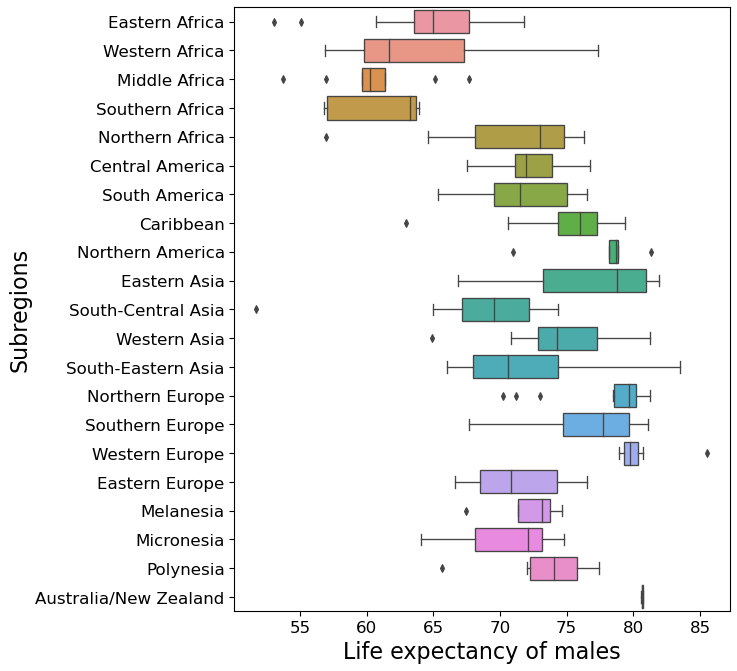 Eastern Africa
Western Africa
Middle Africa
Southern Africa
Northern Africa
Central America
South America
Caribbean
Northern America
Eastern Asia
South-Central Asia
Western Asia
South-Eastern Asia
Northern Europe
Southern Europe
Western Europe
Eastern Europe
Melanesia
Micronesia
Polynesia
Australia/New Zealand
Subregions
55 60 65 70 75 80 85
Life expectancy of males